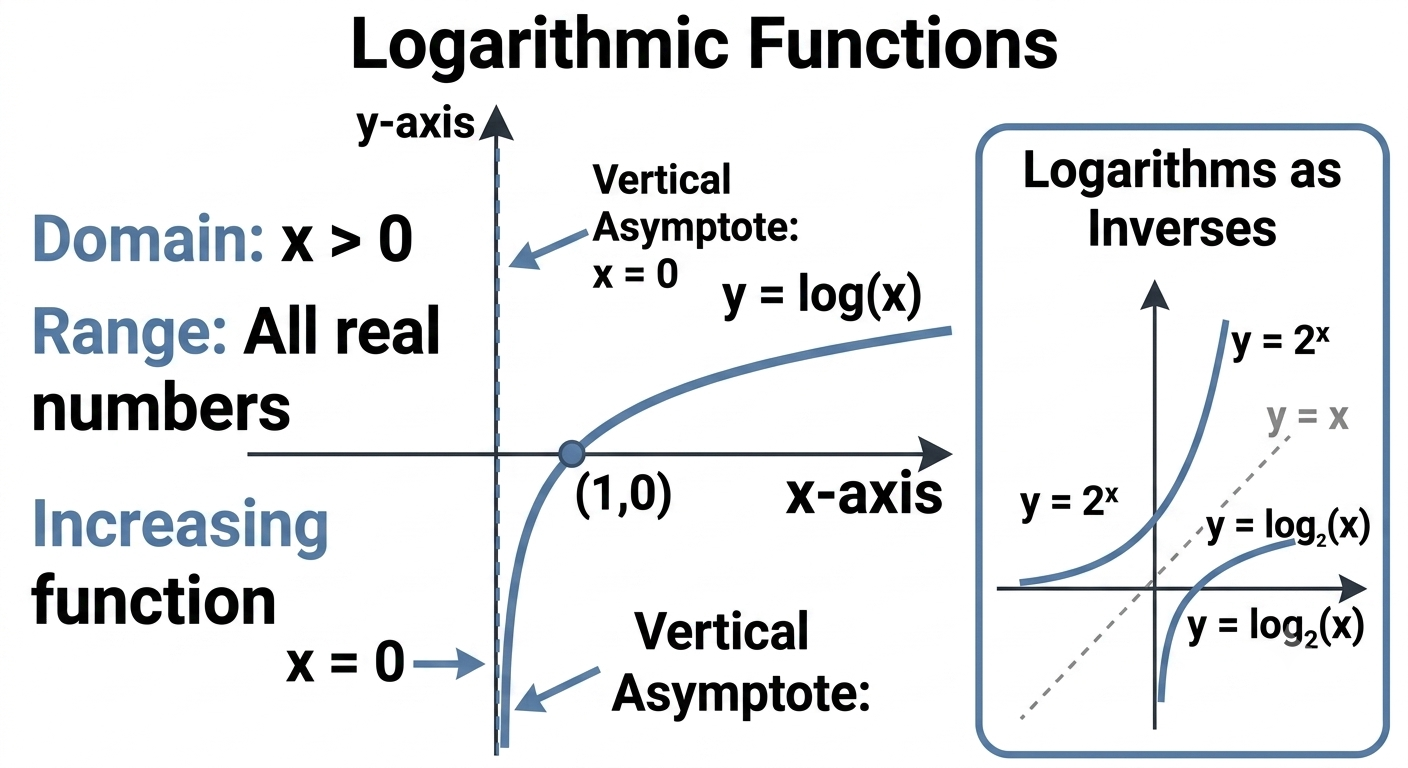 Logarithmic Functions
y-axis
Vertical
Asymptote:
x = 0
y = log(x)
Domain: x > 0
Range: All real
numbers
(1,0)
x-axis
Increasing
function
x = 0
Vertical
Asymptote:
Logarithms as
Inverses
y = 2ˣ
y = x
y = 2ˣ
y = log₂(x)
y = log₂(x)